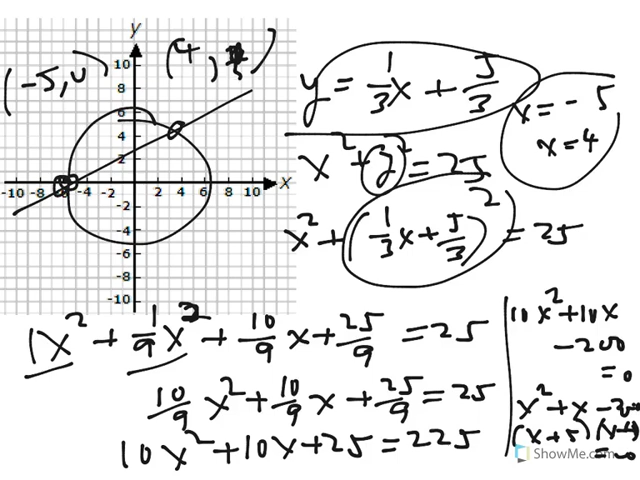 y
10
8
6
4
2
-10 -8 -6 -4 -2 2 4 6 8 10 x
-2
-4
-6
-8
-10
(-5, 0) (4, )
y = 1/3 x + 5/3
x = -5
x = 4
x² + y² = 25
x² + (1/3 x + 5/3)² = 25
1x² + 1/9 x² + 10/9 x + 25/9 = 25
10/9 x² + 10/9 x + 25/9 = 25
10x² + 10x + 25 = 225
10x² + 10x
- 200
= 0
x² + x - 20
(x+5)(x-4)
= 0
ShowMe.com